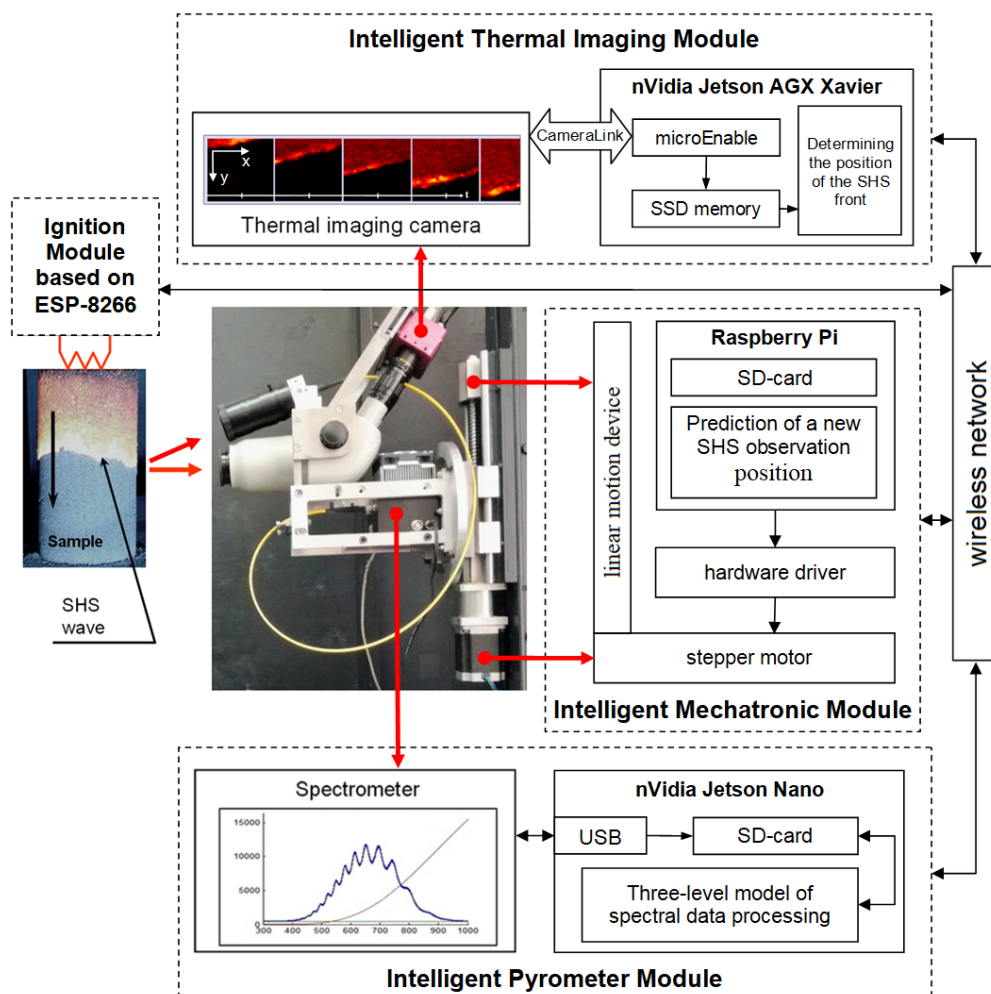 Intelligent Thermal Imaging Module
nVidia Jetson AGX Xavier
CameraLink
microEnable
SSD memory
Determining
the position
of the SHS
front
x
y
t
Thermal imaging camera
Ignition
Module
based on
ESP-8266
Sample
SHS
wave
linear motion device
Raspberry Pi
SD-card
Prediction of a new
SHS observation
position
hardware driver
stepper motor
Intelligent Mechatronic Module
wireless network
Spectrometer
15000
10000
5000
0
300 400 500 600 700 800 900 1000
nVidia Jetson Nano
USB
SD-card
Three-level model of
spectral data processing
Intelligent Pyrometer Module